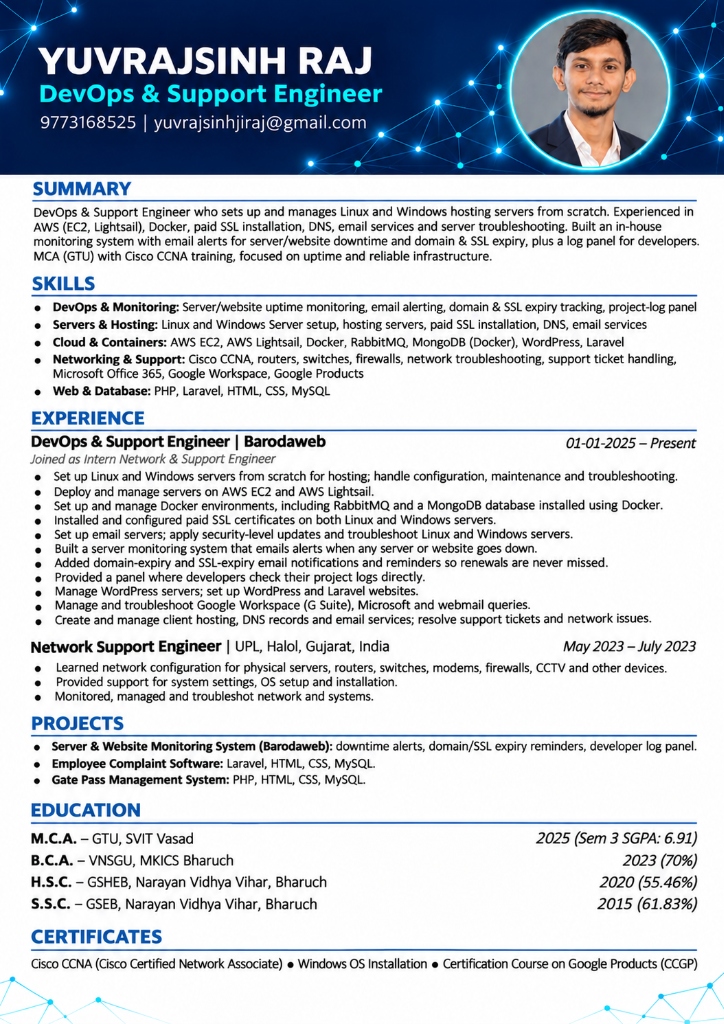 YUVRAJSINH RAJ
DevOps & Support Engineer
9773168525 | yuvrajsinhjiraj@gmail.com
SUMMARY
DevOps & Support Engineer who sets up and manages Linux and Windows hosting servers from scratch. Experienced in
AWS (EC2, Lightsail), Docker, paid SSL installation, DNS, email services and server troubleshooting. Built an in-house
monitoring system with email alerts for server/website downtime and domain & SSL expiry, plus a log panel for developers.
MCA (GTU) with Cisco CCNA training, focused on uptime and reliable infrastructure.
SKILLS
● DevOps & Monitoring: Server/website uptime monitoring, email alerting, domain & SSL expiry tracking, project-log panel
● Servers & Hosting: Linux and Windows Server setup, hosting servers, paid SSL installation, DNS, email services
● Cloud & Containers: AWS EC2, AWS Lightsail, Docker, RabbitMQ, MongoDB (Docker), WordPress, Laravel
● Networking & Support: Cisco CCNA, routers, switches, firewalls, network troubleshooting, support ticket handling,
Microsoft Office 365, Google Workspace, Google Products
● Web & Database: PHP, Laravel, HTML, CSS, MySQL
EXPERIENCE
DevOps & Support Engineer | Barodaweb 01-01-2025 – Present
Joined as Intern Network & Support Engineer
● Set up Linux and Windows servers from scratch for hosting; handle configuration, maintenance and troubleshooting.
● Deploy and manage servers on AWS EC2 and AWS Lightsail.
● Set up and manage Docker environments, including RabbitMQ and a MongoDB database installed using Docker.
● Installed and configured paid SSL certificates on both Linux and Windows servers.
● Set up email servers; apply security-level updates and troubleshoot Linux and Windows servers.
● Built a server monitoring system that emails alerts when any server or website goes down.
● Added domain-expiry and SSL-expiry email notifications and reminders so renewals are never missed.
● Provided a panel where developers check their project logs directly.
● Manage WordPress servers; set up WordPress and Laravel websites.
● Manage and troubleshoot Google Workspace (G Suite), Microsoft and webmail queries.
● Create and manage client hosting, DNS records and email services; resolve support tickets and network issues.
Network Support Engineer | UPL, Halol, Gujarat, India May 2023 – July 2023
● Learned network configuration for physical servers, routers, switches, modems, firewalls, CCTV and other devices.
● Provided support for system settings, OS setup and installation.
● Monitored, managed and troubleshot network and systems.
PROJECTS
● Server & Website Monitoring System (Barodaweb): downtime alerts, domain/SSL expiry reminders, developer log panel.
● Employee Complaint Software: Laravel, HTML, CSS, MySQL.
● Gate Pass Management System: PHP, HTML, CSS, MySQL.
EDUCATION
M.C.A. – GTU, SVIT Vasad 2025 (Sem 3 SGPA: 6.91)
B.C.A. – VNSGU, MKICS Bharuch 2023 (70%)
H.S.C. – GSHEB, Narayan Vidhya Vihar, Bharuch 2020 (55.46%)
S.S.C. – GSEB, Narayan Vidhya Vihar, Bharuch 2015 (61.83%)
CERTIFICATES
Cisco CCNA (Cisco Certified Network Associate) ● Windows OS Installation ● Certification Course on Google Products (CCGP)